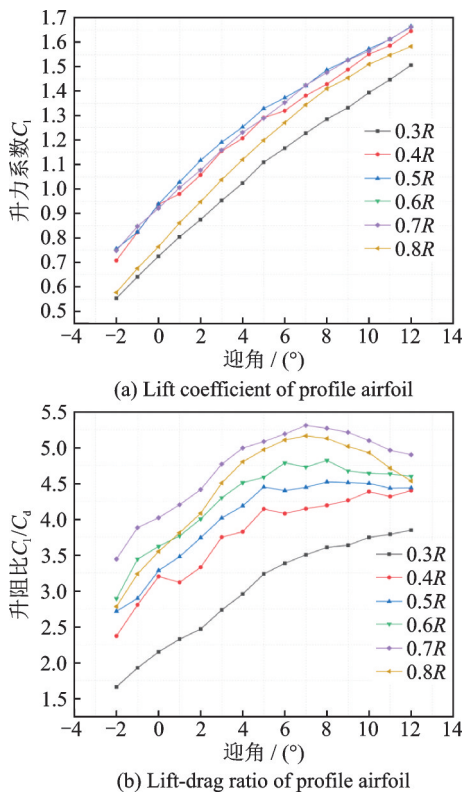 1.7
1.6
1.5
1.4
1.3
1.2
1.1
1.0
0.9
0.8
0.7
0.6
0.5
升力系数Cl
0.3R
0.4R
0.5R
0.6R
0.7R
0.8R
−4 −2 0 2 4 6 8 10 12 14
迎角 / (°)
(a) Lift coefficient of profile airfoil
5.5
5.0
4.5
4.0
3.5
3.0
2.5
2.0
1.5
升阻比Cl/Cd
0.3R
0.4R
0.5R
0.6R
0.7R
0.8R
−4 −2 0 2 4 6 8 10 12 14
迎角 / (°)
(b) Lift-drag ratio of profile airfoil